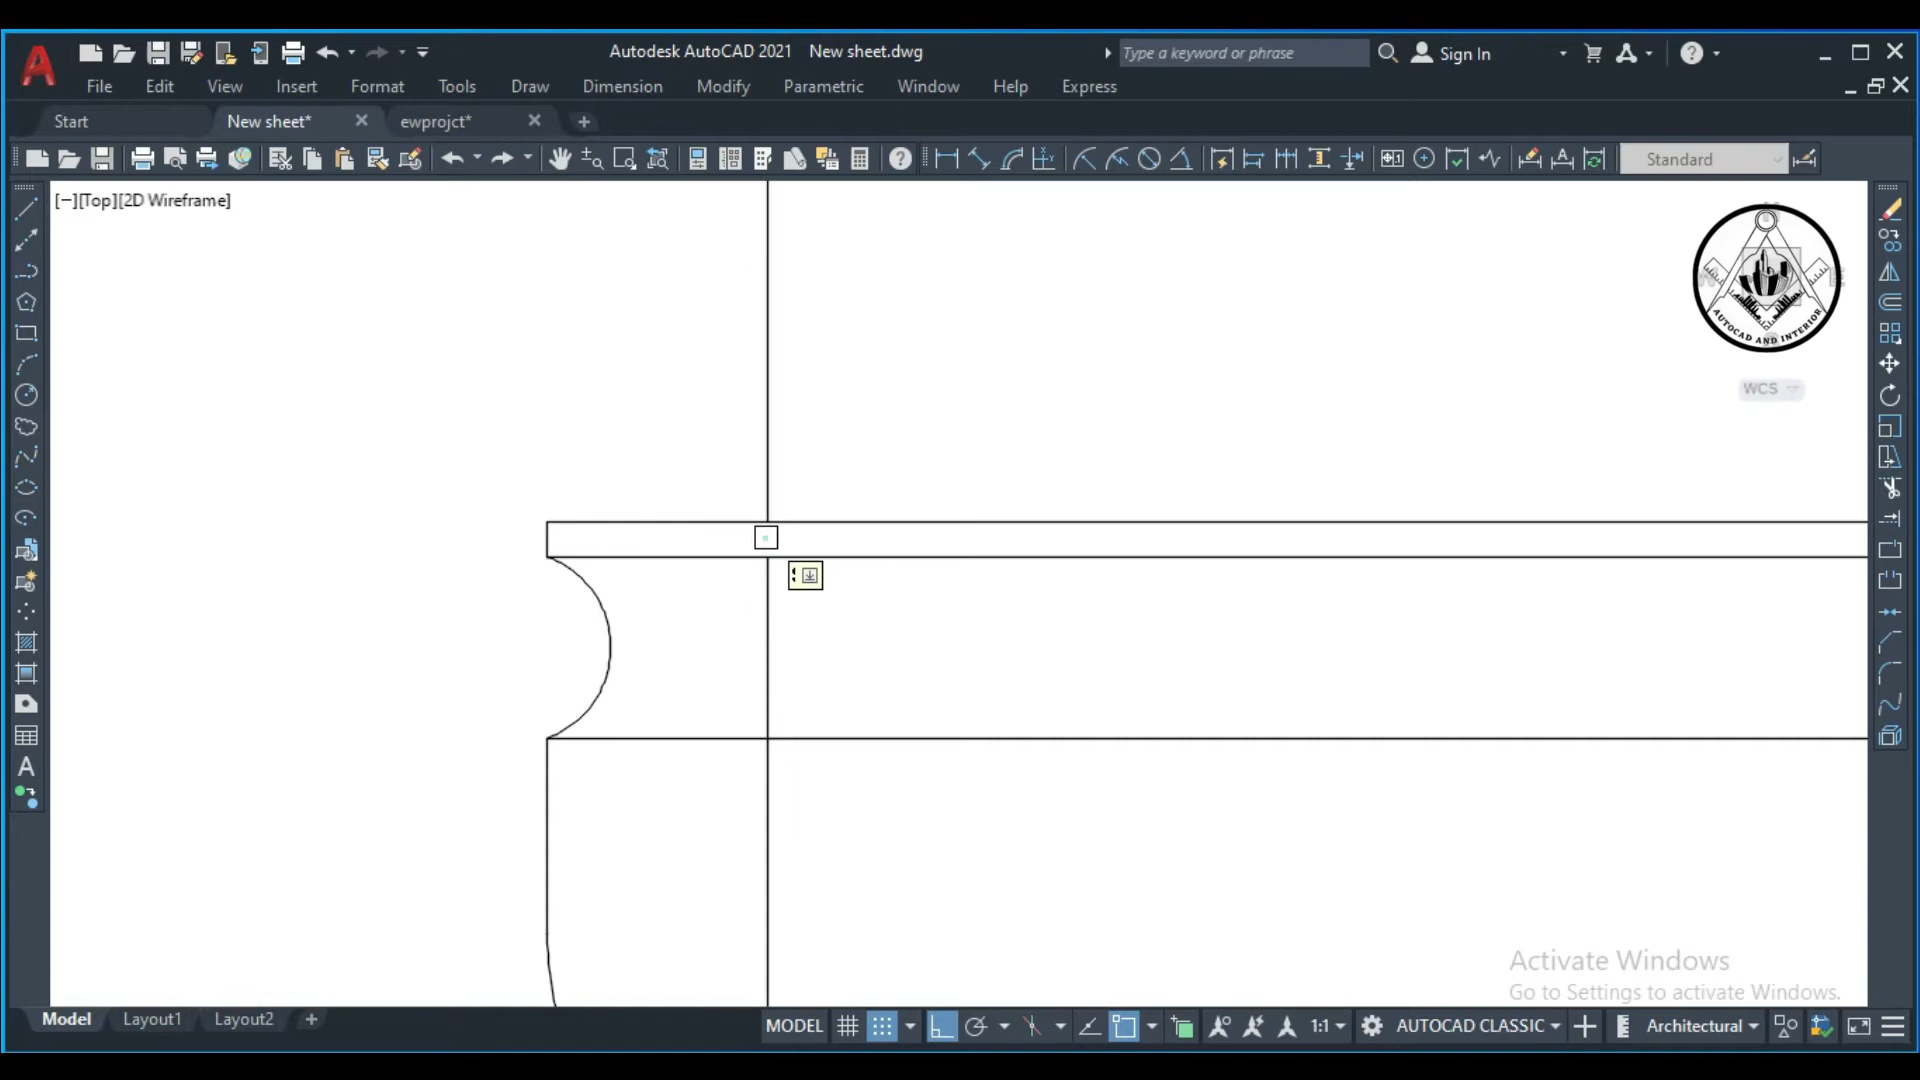 Autodesk AutoCAD 2021 New sheet.dwg
Type a keyword or phrase
Sign In
File Edit View Insert Format Tools Draw Dimension Modify Parametric Window Help Express
Start New sheet* ewprojct*
Standard
[−][Top][2D Wireframe]
AUTOCAD AND INTERIOR
WCS
Activate Windows
Go to Settings to activate Windows.
Model Layout1 Layout2
MODEL 1:1 AUTOCAD CLASSIC Architectural